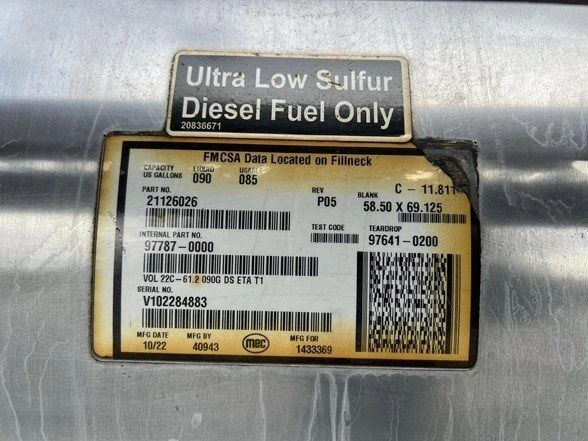 Ultra Low Sulfur
Diesel Fuel Only
20836671
FMCSA Data Located on Fillneck
CAPACITY LIQUID USABLE
US GALLONS 090 085
C - 11.811
PART NO. REV BLANK
21126026 P05 58.50 X 69.125
INTERNAL PART NO. TEST CODE TEARDROP
97787-0000 97641-0200
VOL 22C-61.2 090G DS ETA T1
SERIAL NO.
V102284883
MFG DATE MFG BY MFG FOR
10/22 40943 mec 1433369